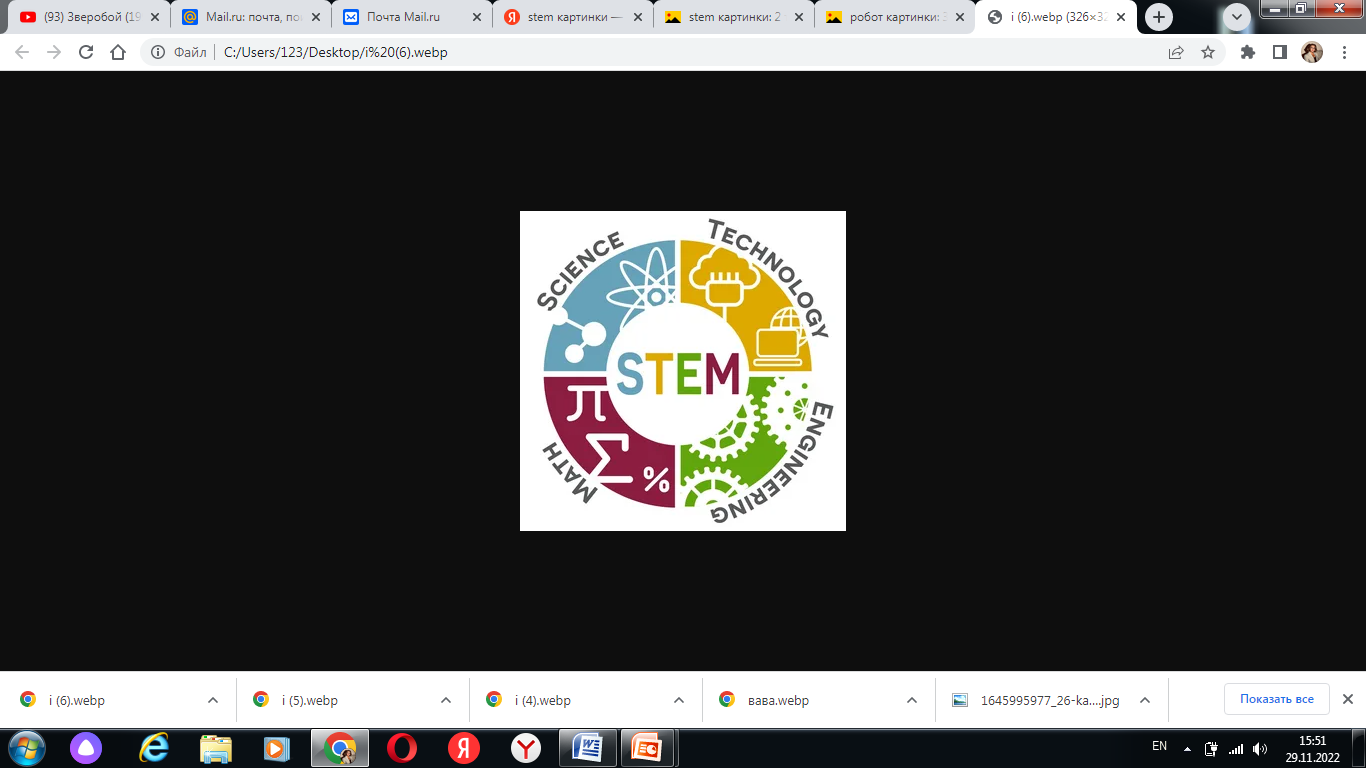 (93) Зверобой (19
Mail.ru: почта, по
Почта Mail.ru
stem картинки —
stem картинки: 2
робот картинки:
i (6).webp (326×32
Файл
C:/Users/123/Desktop/i%20(6).webp
SCIENCE
TECHNOLOGY
STEM
π
Σ
%
MATH
ENGINEERING
i (6).webp
i (5).webp
i (4).webp
вава.webp
1645995977_26-ka....jpg
Показать все
EN
15:51
29.11.2022